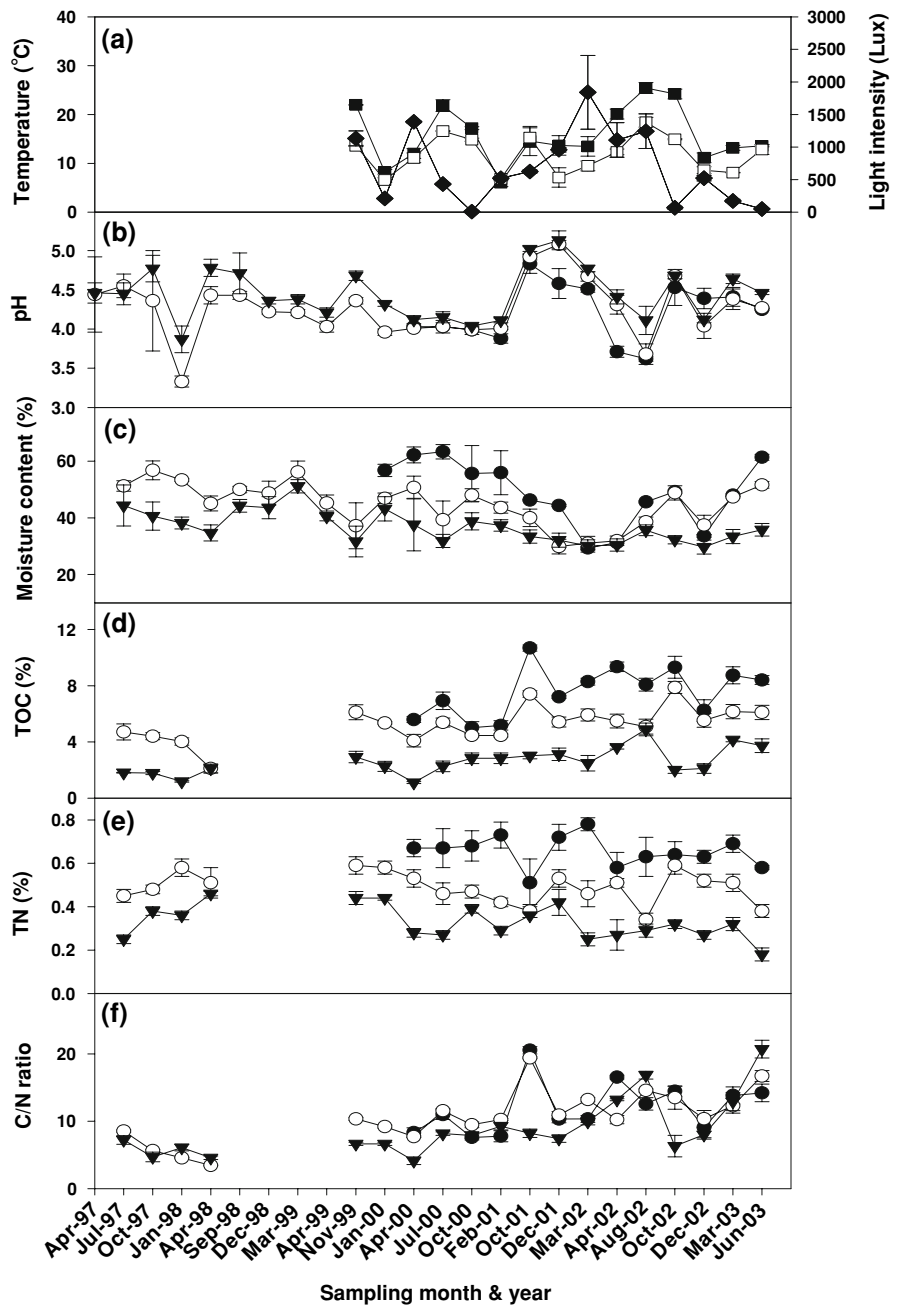 (a)
Temperature (°C)
40
30
20
10
0
Light intensity (Lux)
3000
2500
2000
1500
1000
500
0
(b)
pH
5.0
4.5
4.0
3.5
3.0
(c)
Moisture content (%)
60
40
20
(d)
TOC (%)
12
8
4
0
(e)
TN (%)
0.8
0.6
0.4
0.2
0.0
(f)
C/N ratio
20
10
0
Apr-97
Jul-97
Oct-97
Jan-98
Apr-98
Sep-98
Dec-98
Mar-99
Apr-99
Nov-99
Jan-00
Apr-00
Jul-00
Oct-00
Feb-01
Oct-01
Dec-01
Mar-02
Apr-02
Aug-02
Oct-02
Dec-02
Mar-03
Jun-03
Sampling month & year